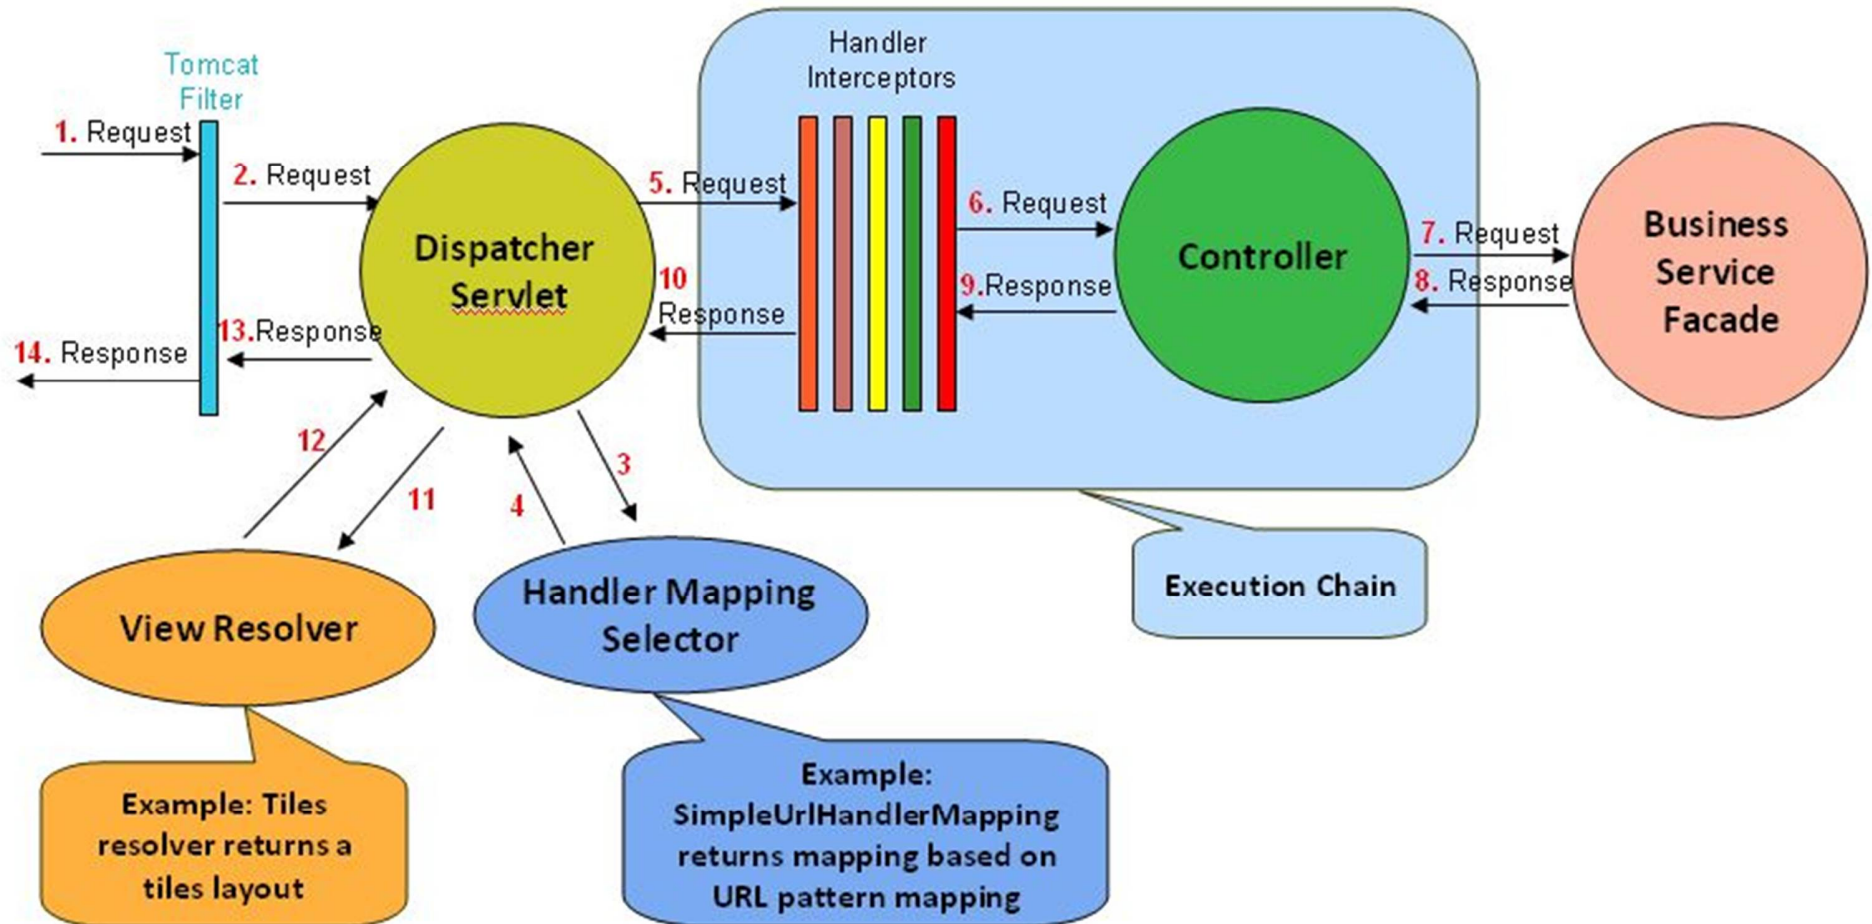 Tomcat
Filter
1. Request
2. Request
Dispatcher
Servlet
13.Response
14. Response
Handler
Interceptors
5. Request
10
Response
6. Request
9.Response
Controller
7. Request
8. Response
Business
Service
Facade
12
11
4
3
View Resolver
Handler Mapping
Selector
Execution Chain
Example: Tiles
resolver returns a
tiles layout
Example:
SimpleUrlHandlerMapping
returns mapping based on
URL pattern mapping